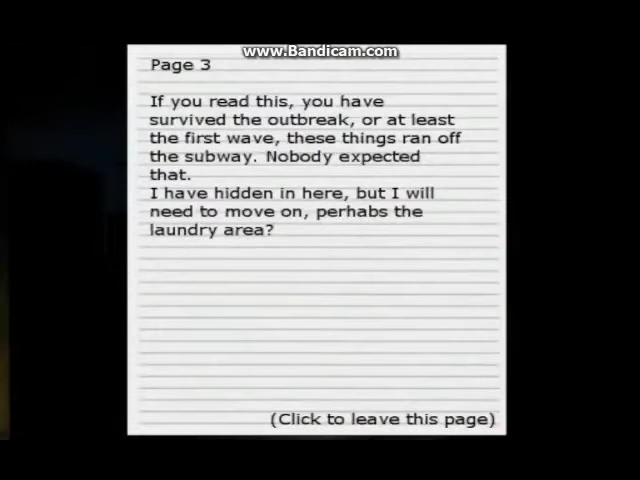 www.Bandicam.com
Page 3
If you read this, you have
survived the outbreak, or at least
the first wave, these things ran off
the subway. Nobody expected
that.
I have hidden in here, but I will
need to move on, perhabs the
laundry area?
(Click to leave this page)